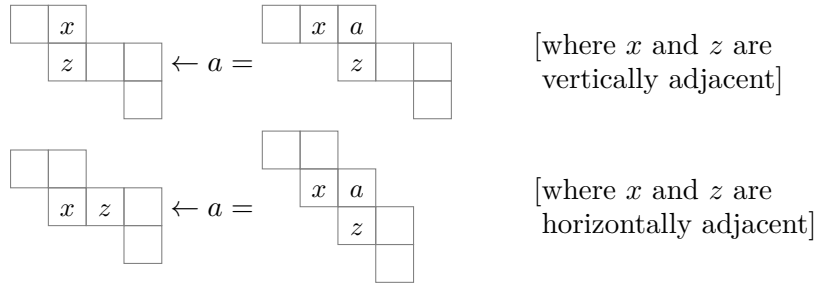 x
z
← a =
x a
z
[where x and z are
vertically adjacent]
x z
← a =
x a
z
[where x and z are
horizontally adjacent]